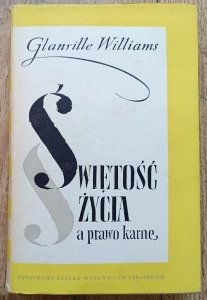 Glanville Williams
ŚWIĘTOŚĆ
ŻYCIA
a prawo karne
PAŃSTWOWY ZAKŁAD WYDAWNICTW LEKARSKICH